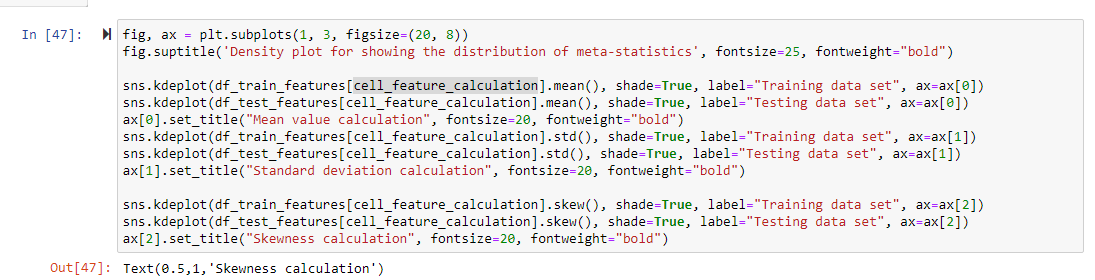 In [47]:
fig, ax = plt.subplots(1, 3, figsize=(20, 8))
fig.suptitle('Density plot for showing the distribution of meta-statistics', fontsize=25, fontweight="bold")
sns.kdeplot(df_train_features[cell_feature_calculation].mean(), shade=True, label="Training data set", ax=ax[0])
sns.kdeplot(df_test_features[cell_feature_calculation].mean(), shade=True, label="Testing data set", ax=ax[0])
ax[0].set_title("Mean value calculation", fontsize=20, fontweight="bold")
sns.kdeplot(df_train_features[cell_feature_calculation].std(), shade=True, label="Training data set", ax=ax[1])
sns.kdeplot(df_test_features[cell_feature_calculation].std(), shade=True, label="Testing data set", ax=ax[1])
ax[1].set_title("Standard deviation calculation", fontsize=20, fontweight="bold")
sns.kdeplot(df_train_features[cell_feature_calculation].skew(), shade=True, label="Training data set", ax=ax[2])
sns.kdeplot(df_test_features[cell_feature_calculation].skew(), shade=True, label="Testing data set", ax=ax[2])
ax[2].set_title("Skewness calculation", fontsize=20, fontweight="bold")
Out[47]: Text(0.5,1,'Skewness calculation')